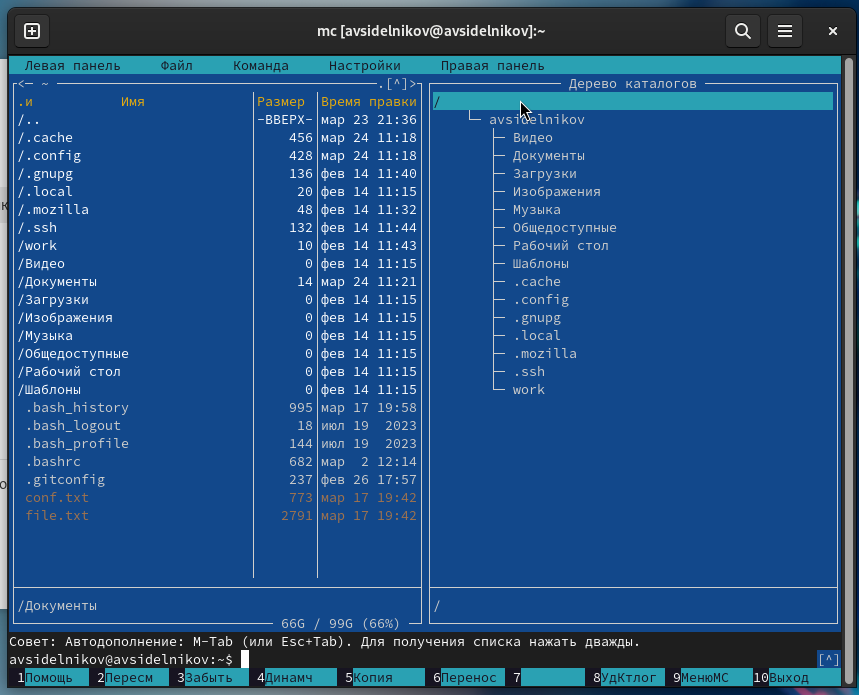 mc [avsidelnikov@avsidelnikov]:~
Левая панель Файл Команда Настройки Правая панель
<─ ~ .[^]>
.и Имя Размер Время правки
/.. -ВВЕРХ- мар 23 21:36
/.cache 456 мар 24 11:18
/.config 428 мар 24 11:18
/.gnupg 136 фев 14 11:40
/.local 20 фев 14 11:15
/.mozilla 48 фев 14 11:32
/.ssh 132 фев 14 11:44
/work 10 фев 14 11:43
/Видео 0 фев 14 11:15
/Документы 14 мар 24 11:21
/Загрузки 0 фев 14 11:15
/Изображения 0 фев 14 11:15
/Музыка 0 фев 14 11:15
/Общедоступные 0 фев 14 11:15
/Рабочий стол 0 фев 14 11:15
/Шаблоны 0 фев 14 11:15
.bash_history 995 мар 17 19:58
.bash_logout 18 июл 19 2023
.bash_profile 144 июл 19 2023
.bashrc 682 мар 2 12:14
.gitconfig 237 фев 26 17:57
conf.txt 773 мар 17 19:42
file.txt 2791 мар 17 19:42
/Документы
66G / 99G (66%)
Дерево каталогов
/
avsidelnikov
Видео
Документы
Загрузки
Изображения
Музыка
Общедоступные
Рабочий стол
Шаблоны
.cache
.config
.gnupg
.local
.mozilla
.ssh
work
/
Совет: Автодополнение: M-Tab (или Esc+Tab). Для получения списка нажать дважды.
avsidelnikov@avsidelnikov:~$ [^]
1Помощь 2Пересм 3Забыть 4Динамч 5Копия 6Перенос 7 8УдКтлог 9МенюМС 10Выход